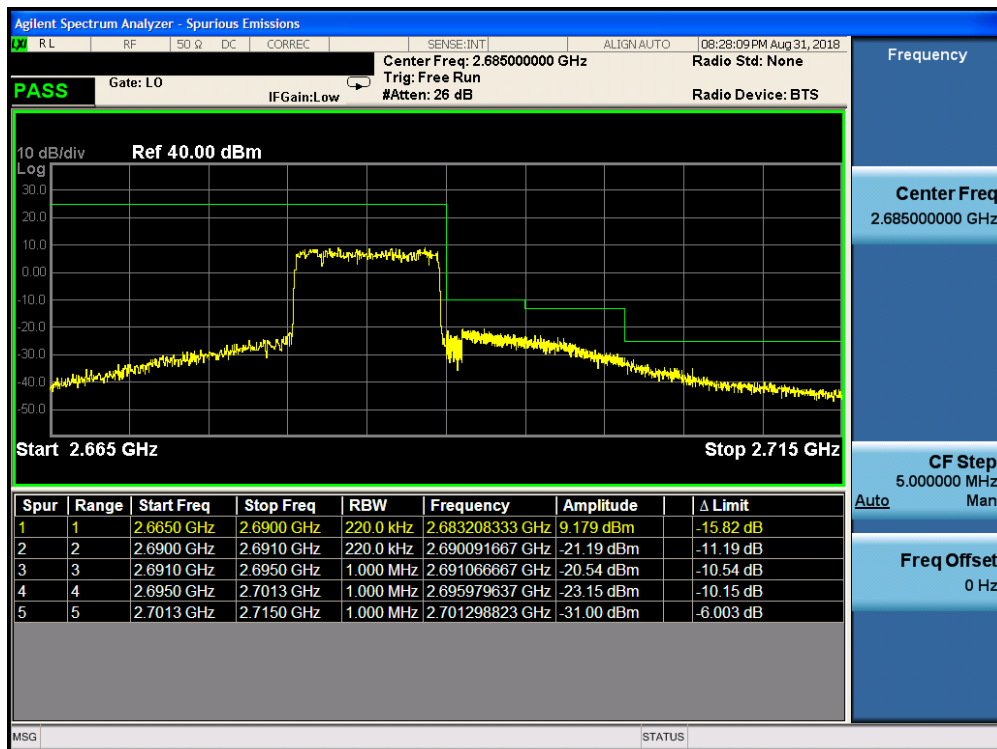 Agilent Spectrum Analyzer - Spurious Emissions
LXI RL RF 50 Ω DC CORREC SENSE:INT ALIGN AUTO 08:28:09 PM Aug 31, 2018
Frequency
Center Freq: 2.685000000 GHz Radio Std: None
PASS Gate: LO Trig: Free Run
IFGain:Low #Atten: 26 dB Radio Device: BTS
10 dB/div Ref 40.00 dBm
Log
30.0
20.0
10.0
0.00
-10.0
-20.0
-30.0
-40.0
-50.0
Start 2.665 GHz Stop 2.715 GHz
Center Freq
2.685000000 GHz
CF Step
5.000000 MHz
Auto Man
Freq Offset
0 Hz
Spur Range Start Freq Stop Freq RBW Frequency Amplitude Δ Limit
1 1 2.6650 GHz 2.6900 GHz 220.0 kHz 2.683208333 GHz 9.179 dBm -15.82 dB
2 2 2.6900 GHz 2.6910 GHz 220.0 kHz 2.690091667 GHz -21.19 dBm -11.19 dB
3 3 2.6910 GHz 2.6950 GHz 1.000 MHz 2.691066667 GHz -20.54 dBm -10.54 dB
4 4 2.6950 GHz 2.7013 GHz 1.000 MHz 2.695979637 GHz -23.15 dBm -10.15 dB
5 5 2.7013 GHz 2.7150 GHz 1.000 MHz 2.701298823 GHz -31.00 dBm -6.003 dB
MSG STATUS